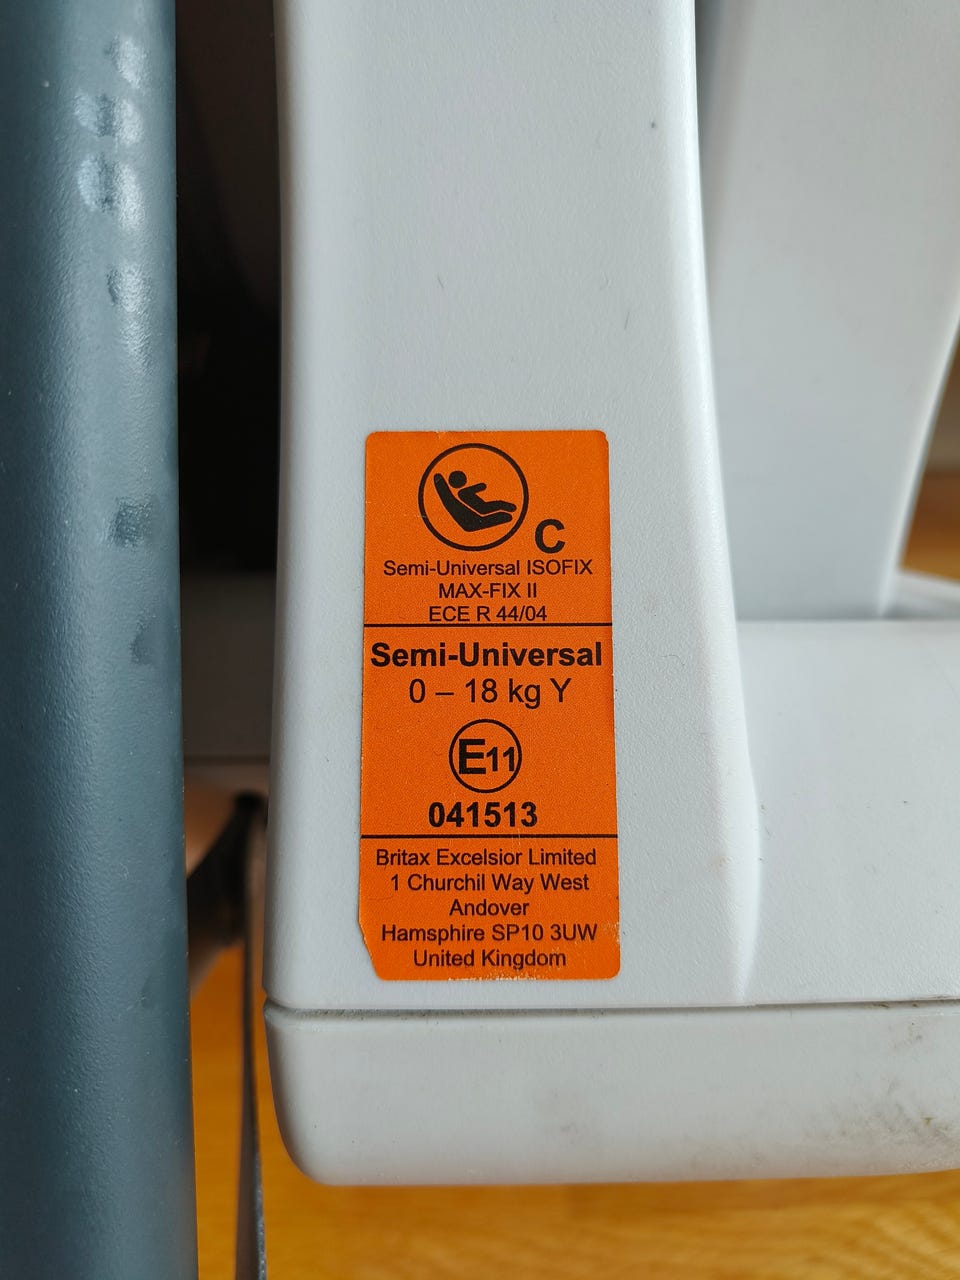 C
Semi-Universal ISOFIX
MAX-FIX II
ECE R 44/04
Semi-Universal
0 – 18 kg Y
E11
041513
Britax Excelsior Limited
1 Churchil Way West
Andover
Hamsphire SP10 3UW
United Kingdom